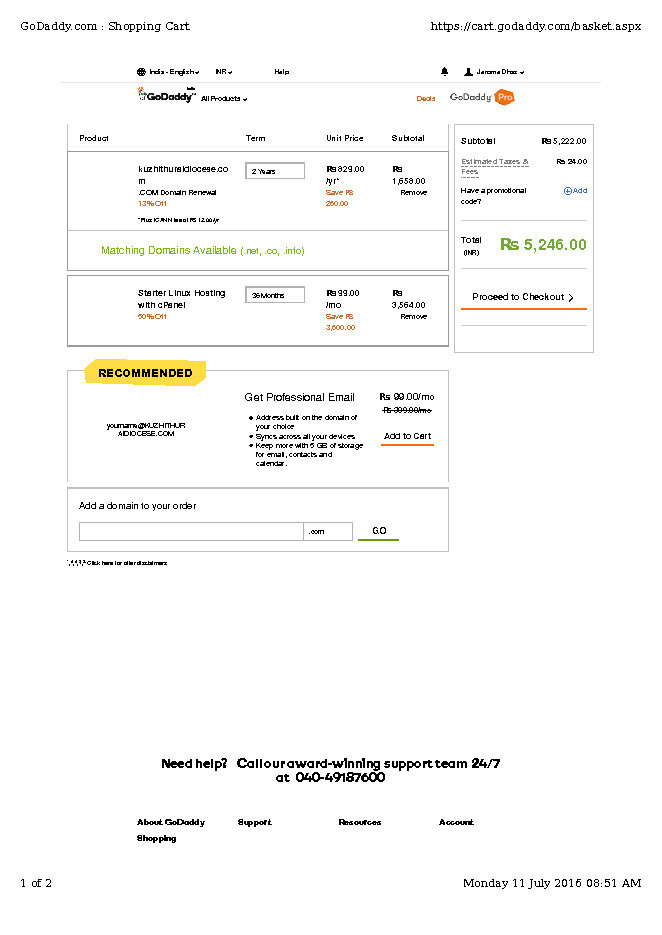 GoDaddy.com : Shopping Cart
https://cart.godaddy.com/basket.aspx
India - English
INR
Help
GoDaddy
All Products
Deals
GoDaddy Pro
Product
Term
Unit Price
Subtotal
kuzhithuraidiocese.co
m
.COM Domain Renewal
13% Off
*Plus ICANN fee of RS 12.00/yr
2 Years
Rs 829.00
/yr*
Save RS
260.00
Rs
1,658.00
Remove
Matching Domains Available (.net, .co, .info)
Starter Linux Hosting
with cPanel
50% Off
36 Months
Rs 99.00
/mo
Save RS
3,600.00
Rs
3,564.00
Remove
Subtotal Rs 5,222.00
Estimated Taxes & Rs 24.00
Fees
Have a promotional
code?
Add
Total
(INR)
Rs 5,246.00
Proceed to Checkout
RECOMMENDED
yourname@KUZHITHUR
AIDIOCESE.COM
Get Professional Email
Address built on the domain of
your choice
Syncs across all your devices
Keep more with 5 GB of storage
for email, contacts and
calendar.
Rs 99.00/mo
Add to Cart
Add a domain to your order
.com
GO
Click here for offer disclaimers
Need help? Call our award-winning support team 24/7
at 040-49187600
About GoDaddy
Support
Resources
Account
Shopping
1 of 2
Monday 11 July 2016 08:51 AM